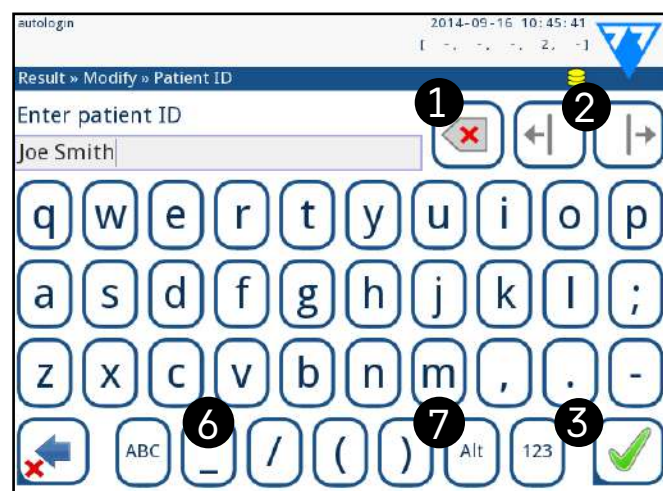 autologin 2014-09-16 10:45:41
[ -, -, -, 2, -]
Result » Modify » Patient ID
Enter patient ID 1 2
Joe Smith
q w e r t y u i o p
a s d f g h j k l ;
z x c v b n m , . -
6 7 3
ABC _ / ( ) Alt 123